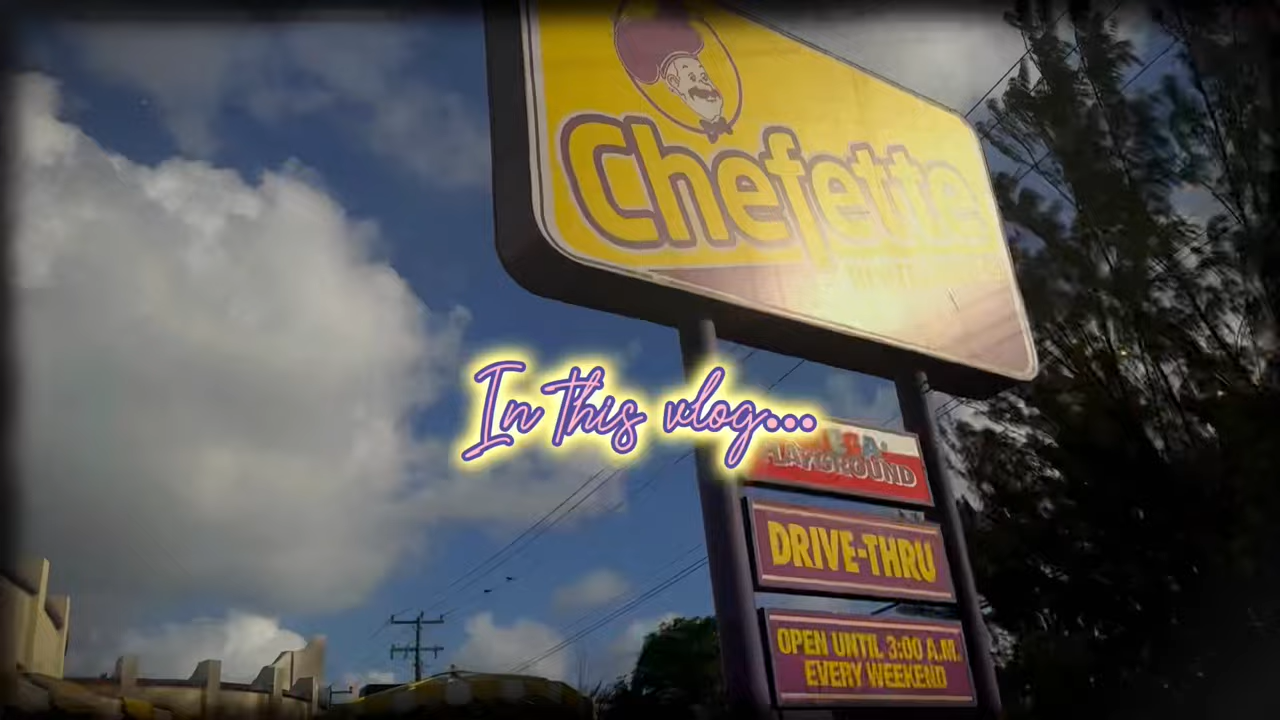 Chefette
In this vlog...
PLAYGROUND
DRIVE-THRU
OPEN UNTIL 3:00 A.M.
EVERY WEEKEND